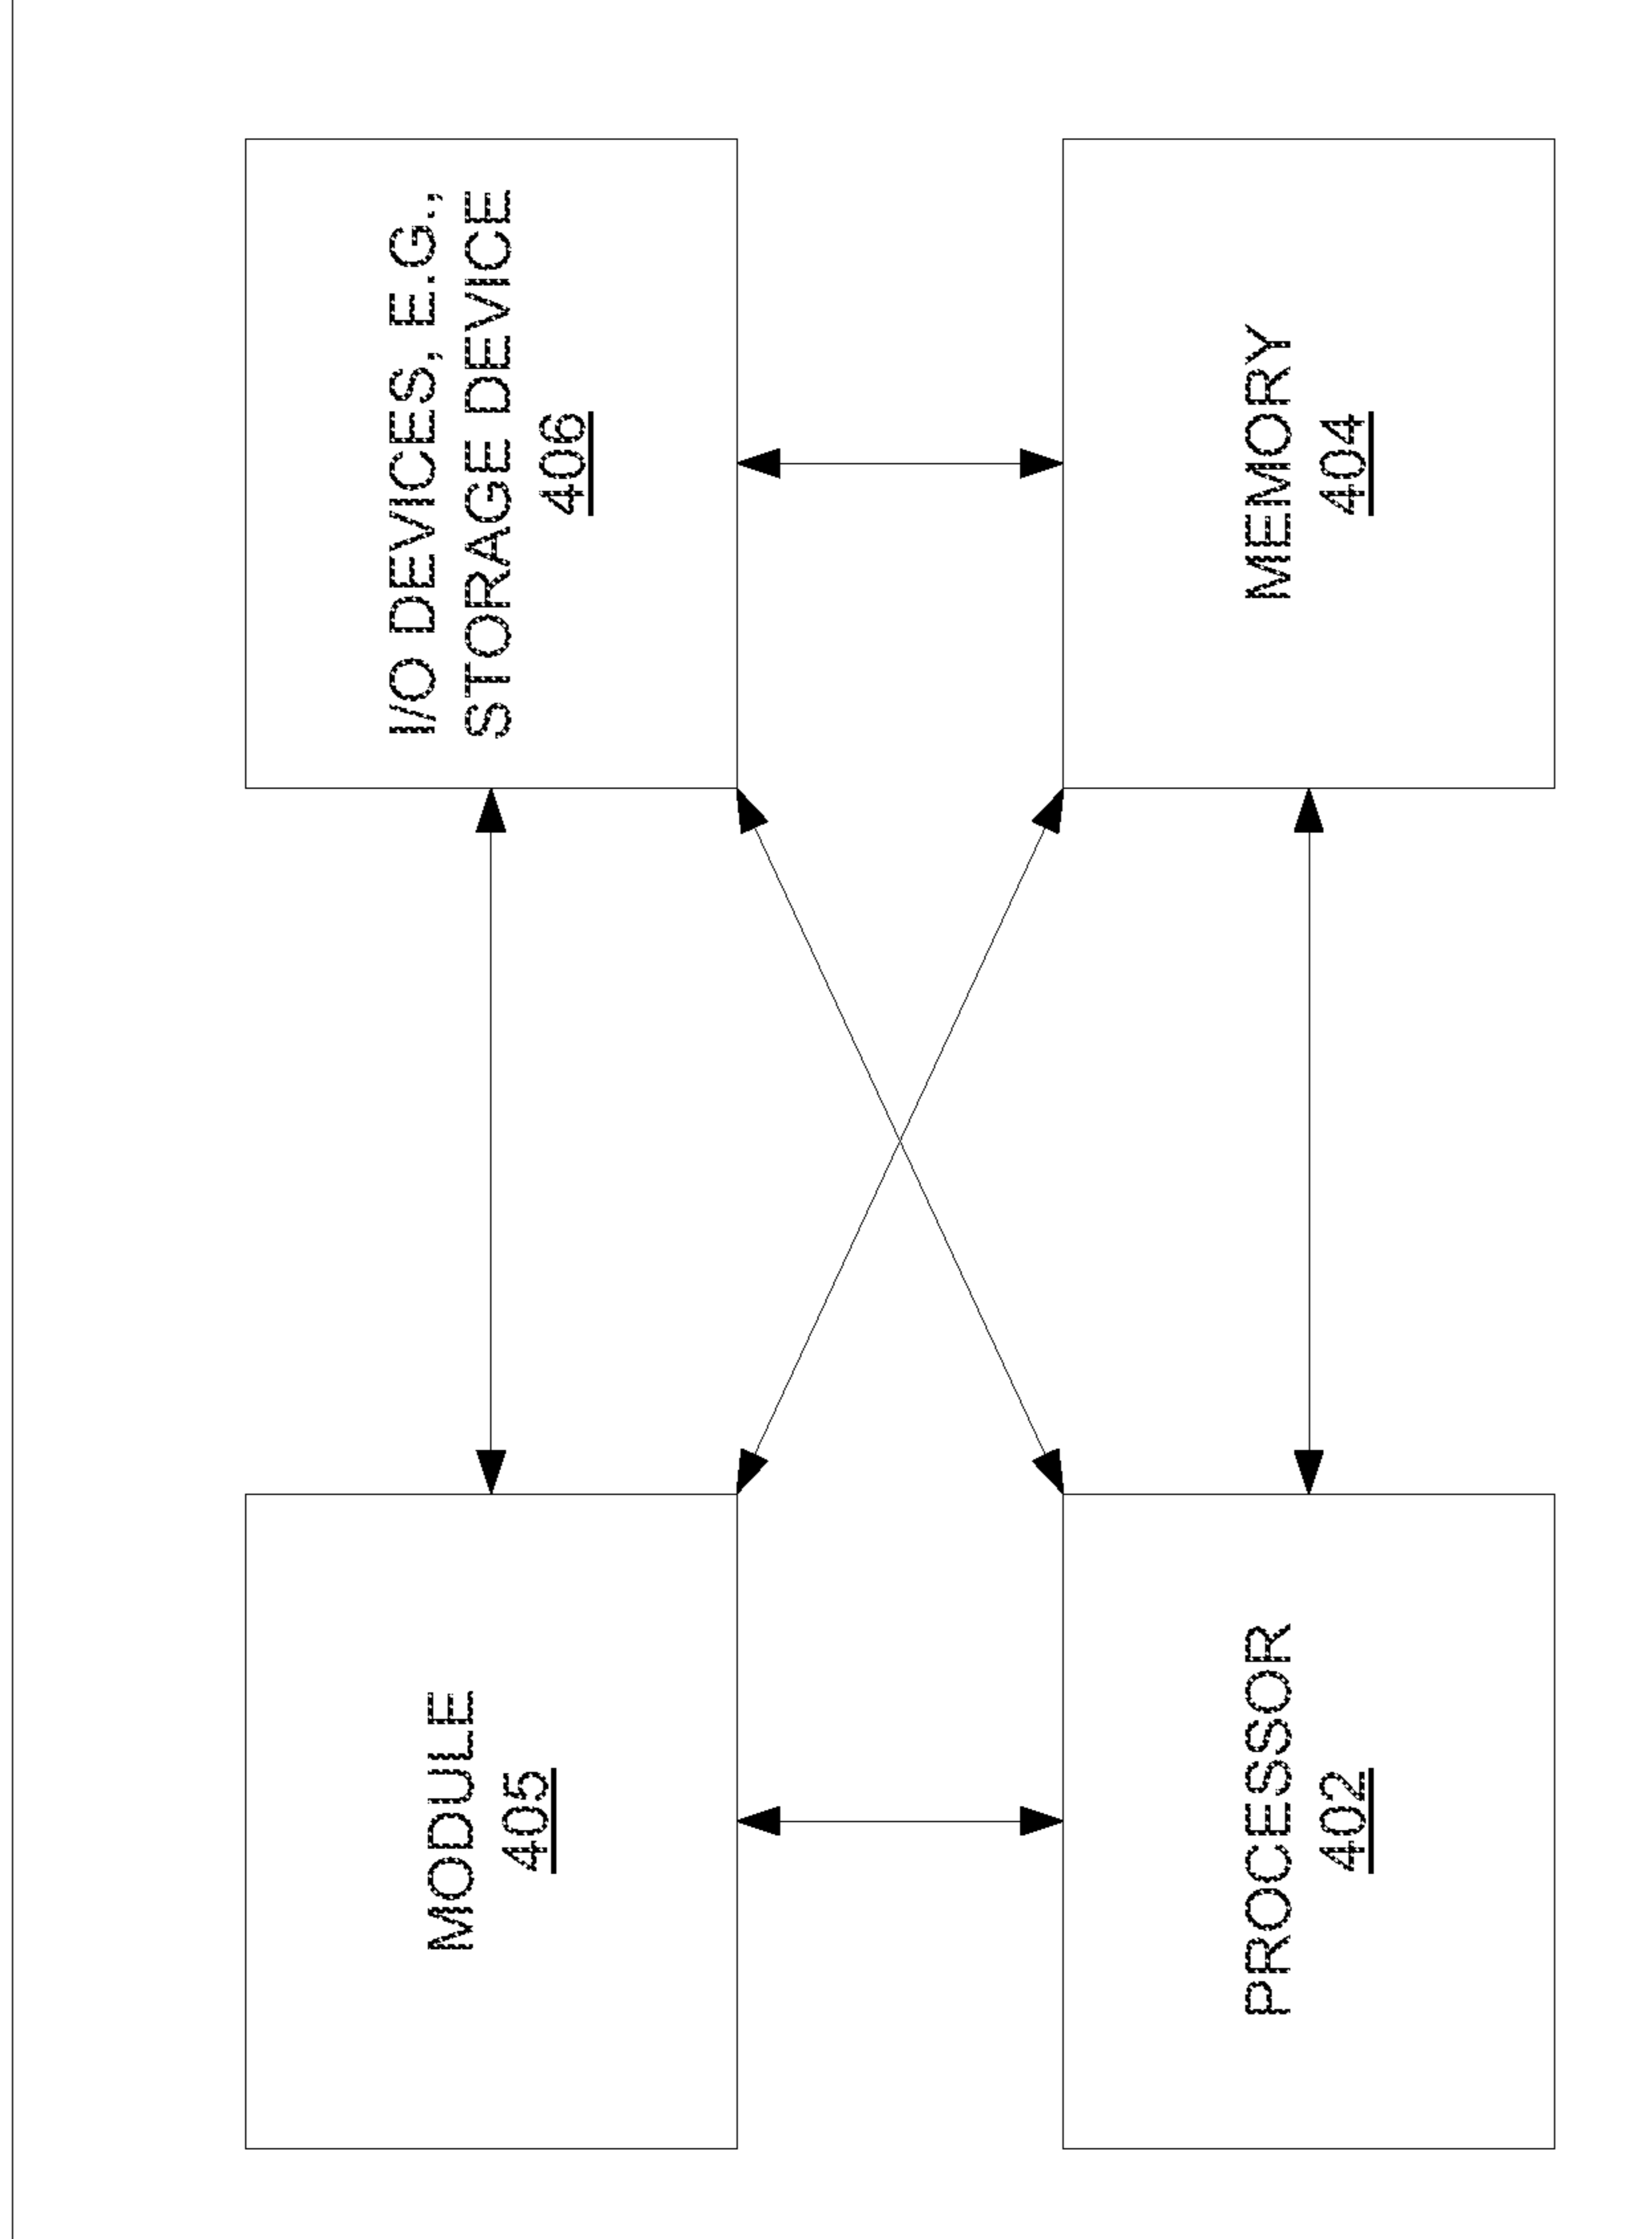 MODULE
405
I/O DEVICES, E.G.,
STORAGE DEVICE
406
PROCESSOR
402
MEMORY
404